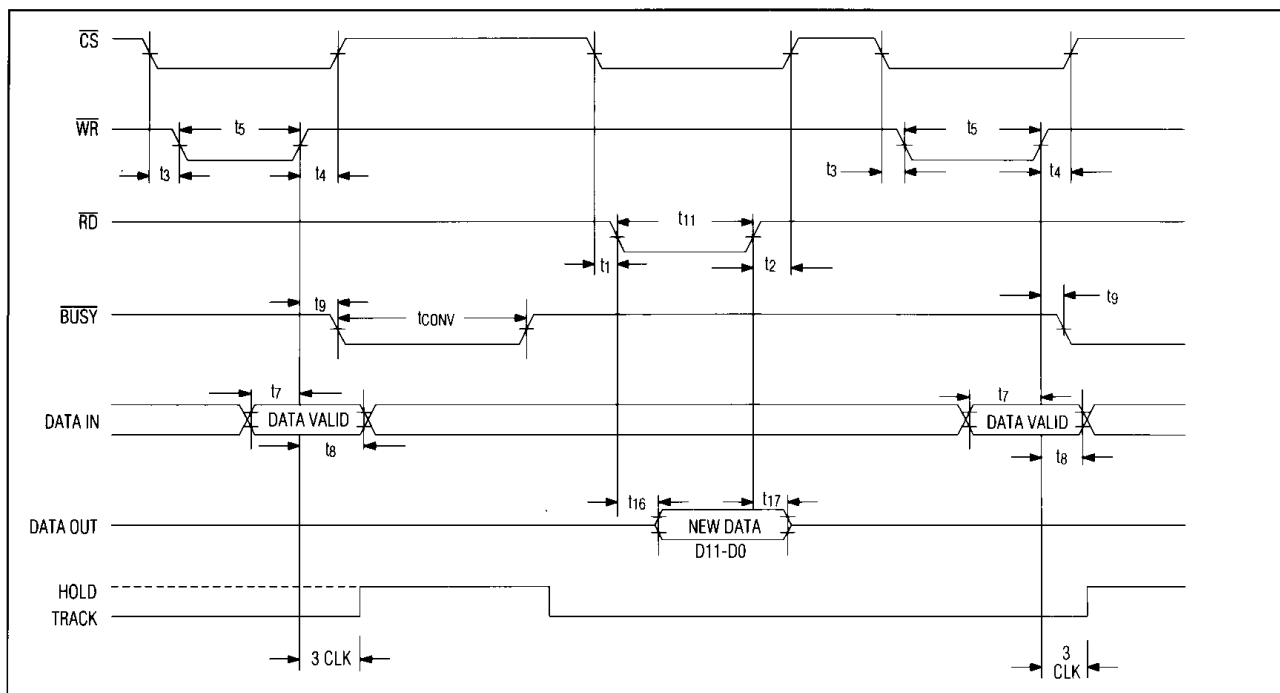 CS
WR
t5
t5
t3
t4
t3
t4
RD
t11
t1
t2
BUSY
t9
tCONV
t9
DATA IN
t7
DATA VALID
t8
t7
DATA VALID
t8
DATA OUT
t16
t17
NEW DATA
D11-D0
HOLD
TRACK
3 CLK
3
CLK